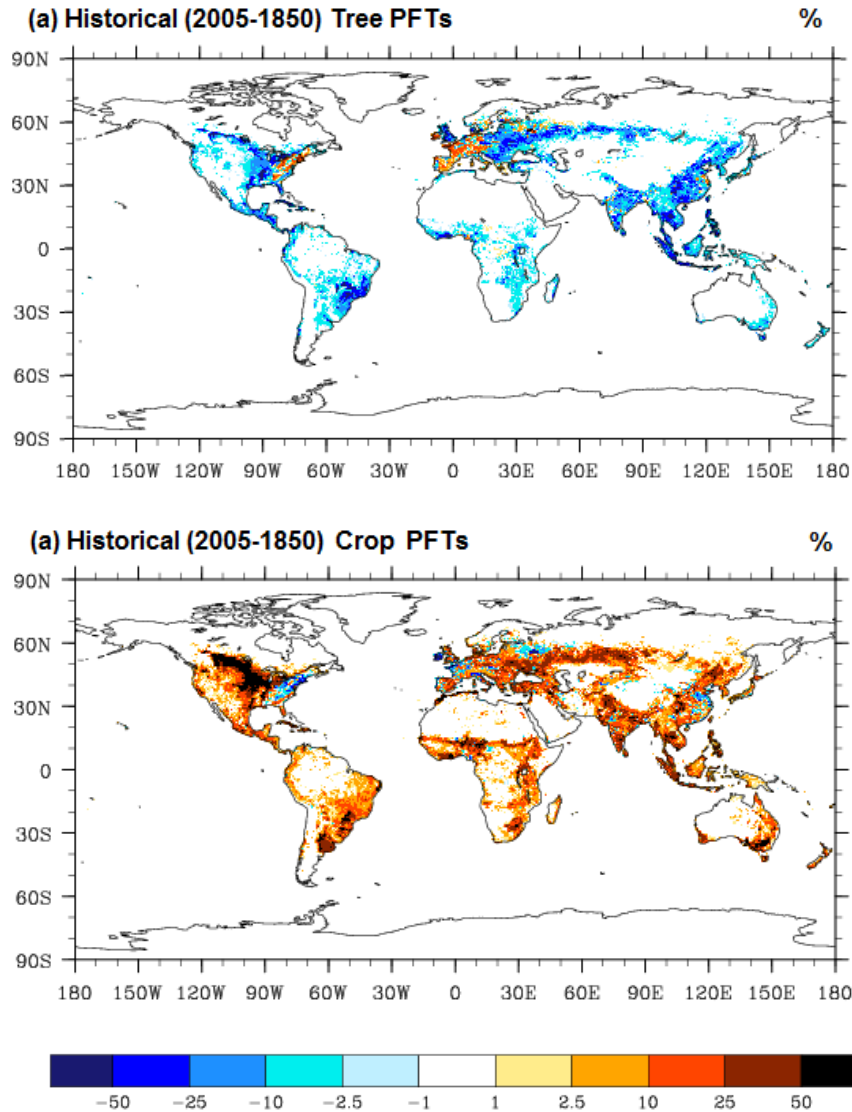 (a) Historical (2005-1850) Tree PFTs %
90N
60N
30N
0
30S
60S
90S
180 150W 120W 90W 60W 30W 0 30E 60E 90E 120E 150E 180
(a) Historical (2005-1850) Crop PFTs %
90N
60N
30N
0
30S
60S
90S
180 150W 120W 90W 60W 30W 0 30E 60E 90E 120E 150E 180
−50 −25 −10 −2.5 −1 1 2.5 10 25 50